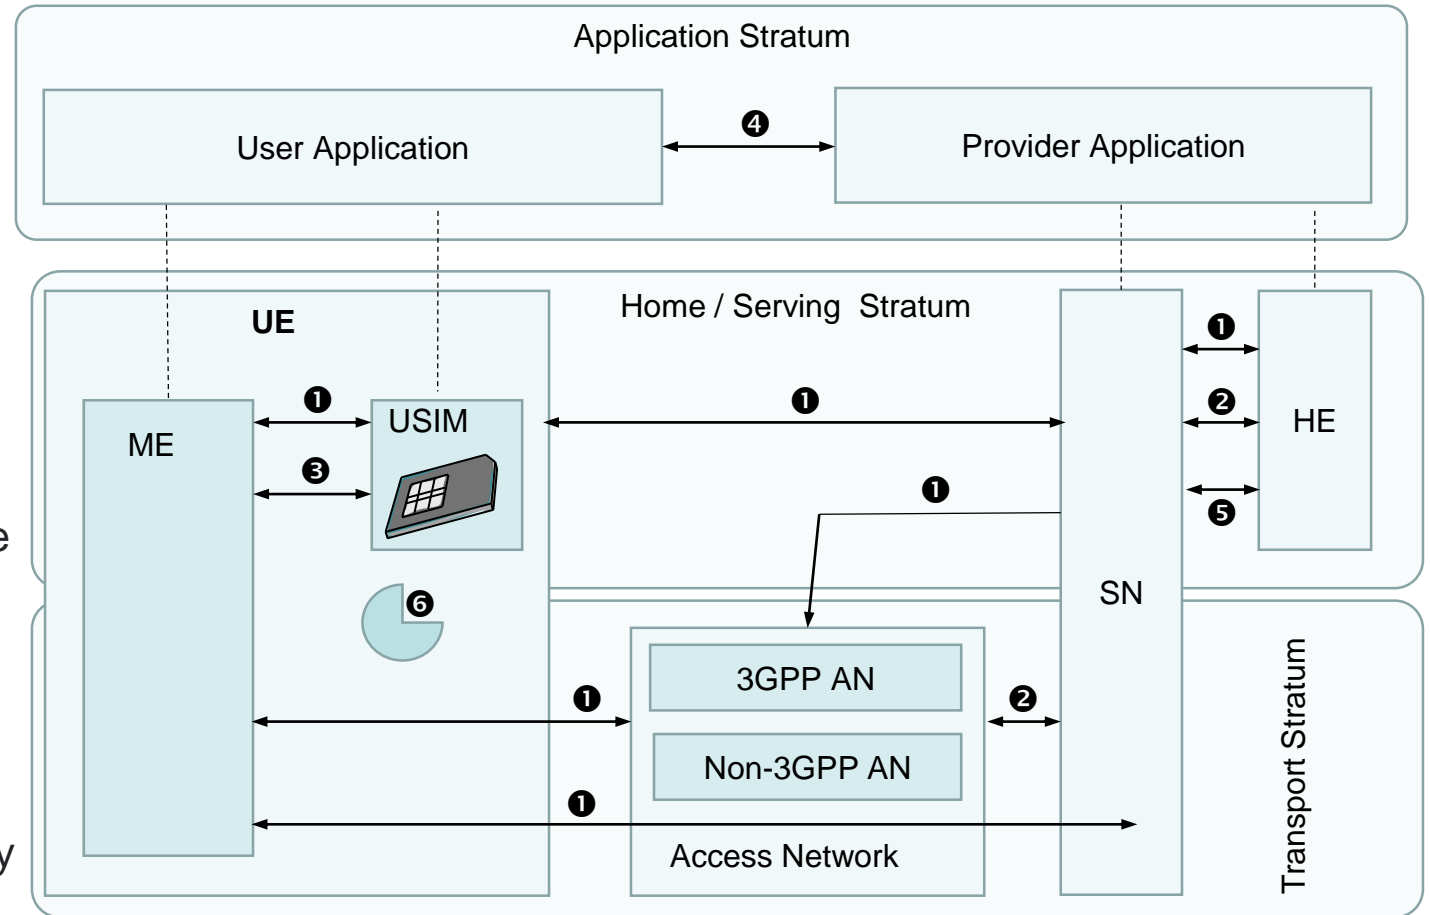 Application Stratum
User Application
❹
Provider Application
Home / Serving Stratum
UE
❶
❶
❶
❷
ME
USIM
HE
❸
❶
❺
e
SN
❻
3GPP AN
❶
❷
Non-3GPP AN
❶
Access Network
y
Transport Stratum